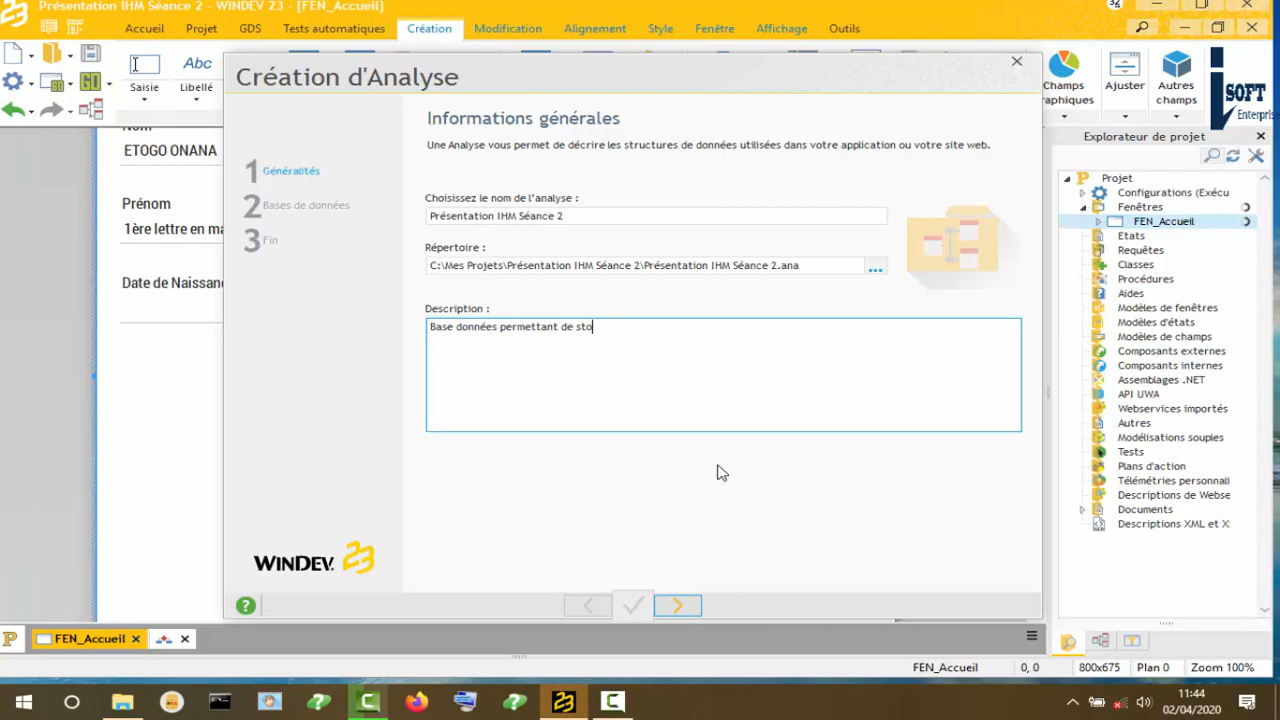 Présentation IHM Séance 2 - WINDEV 23 - [FEN_Accueil]
Accueil Projet GDS Tests automatiques Création Modification Alignement Style Fenêtre Affichage Outils
GO GO
Saisie
Abc
Libellé
Champs
raphiques
Ajuster
Autres
champs
SOFT
Enterprise
ETOGO ONANA
Prénom
1ère lettre en ma
Date de Naissan
Création d'Analyse
1 Généralités
2 Bases de données
3 Fin
WINDEV. 23
Informations générales
Une Analyse vous permet de décrire les structures de données utilisées dans votre application ou votre site web.
Choisissez le nom de l'analyse :
Présentation IHM Séance 2
Répertoire :
C:\Mes Projets\Présentation IHM Séance 2\Présentation IHM Séance 2.ana
...
Description :
Base données permettant de sto
Explorateur de projet
Projet
Configurations (Exécu
Fenêtres
FEN_Accueil
Etats
Requêtes
Classes
Procédures
Aides
Modèles de fenêtres
Modèles d'états
Modèles de champs
Composants externes
Composants internes
Assemblages .NET
API UWA
Webservices importés
Autres
Modélisations souples
Tests
Plans d'action
Télémétries personnali
Descriptions de Webse
Documents
Descriptions XML et X
FEN_Accueil
FEN_Accueil 0, 0 800x675 Plan 0 Zoom 100%
11:44
02/04/2020